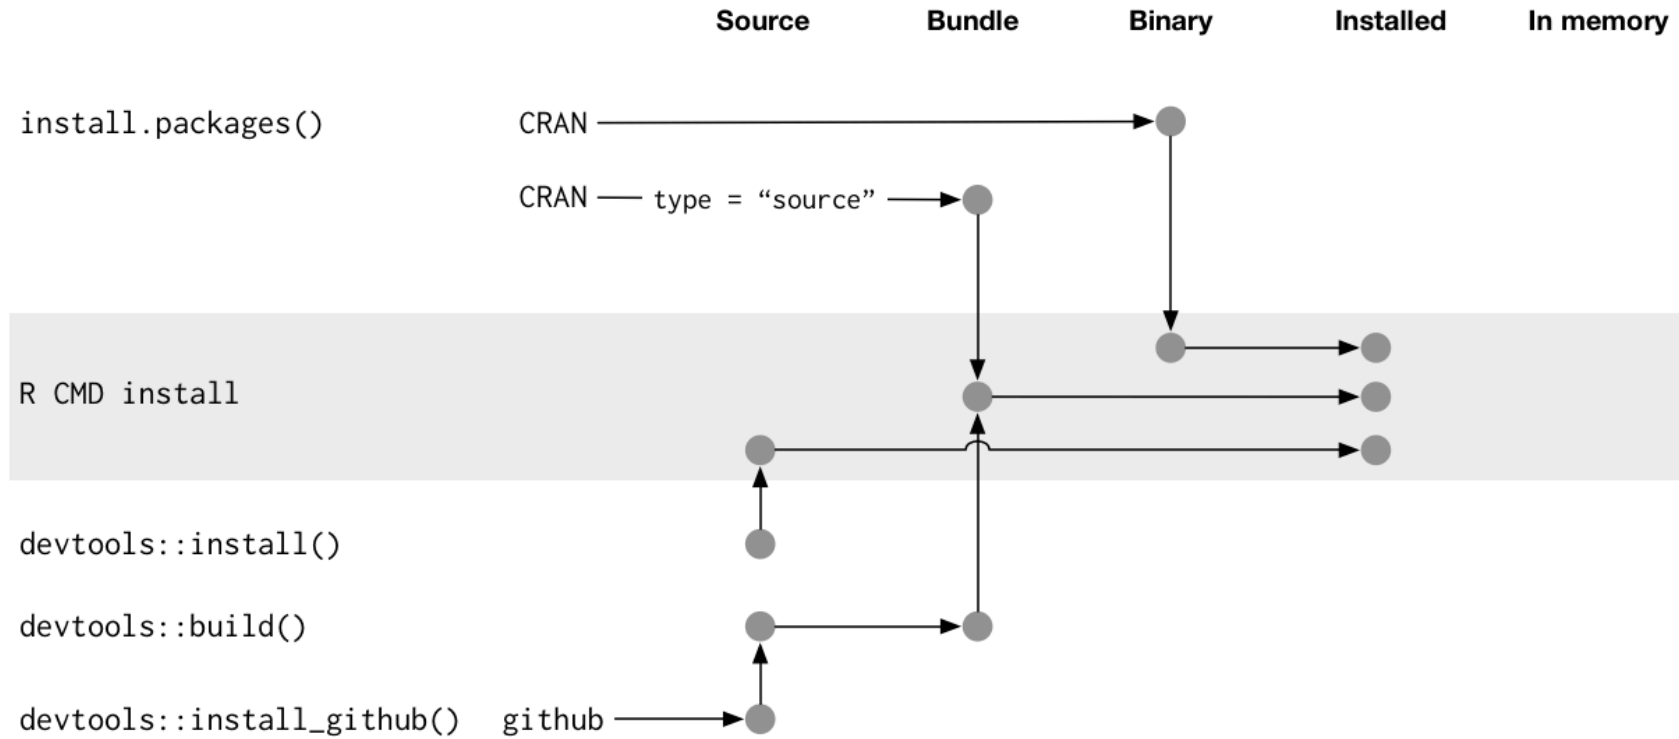 Source Bundle Binary Installed In memory
install.packages() CRAN
CRAN type = “source”
R CMD install
devtools::install()
devtools::build()
devtools::install_github() github